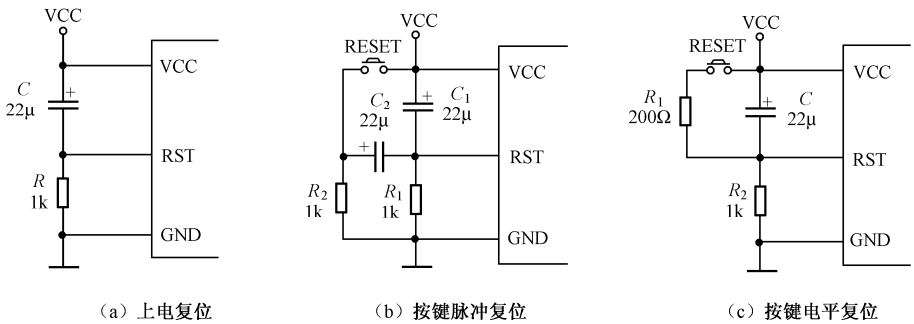 VCC
VCC
C
+
22μ
RST
R
1k
GND
（a）上电复位
VCC
RESET
VCC
C₂
22μ
+
C₁
+
22μ
RST
R₂
1k
R₁
1k
GND
（b）按键脉冲复位
VCC
RESET
VCC
R₁
200Ω
C
+
22μ
RST
R₂
1k
GND
（c）按键电平复位